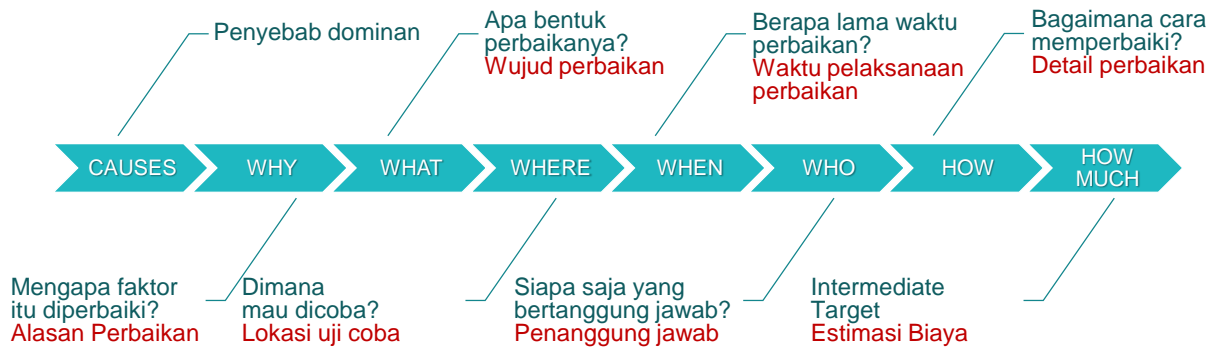 Penyebab dominan
Apa bentuk
perbaikanya?
Wujud perbaikan
Berapa lama waktu
perbaikan?
Waktu pelaksanaan
perbaikan
Bagaimana cara
memperbaiki?
Detail perbaikan
CAUSES
WHY
WHAT
WHERE
WHEN
WHO
HOW
HOW
MUCH
Mengapa faktor
itu diperbaiki?
Alasan Perbaikan
Dimana
mau dicoba?
Lokasi uji coba
Siapa saja yang
bertanggung jawab?
Penanggung jawab
Intermediate
Target
Estimasi Biaya